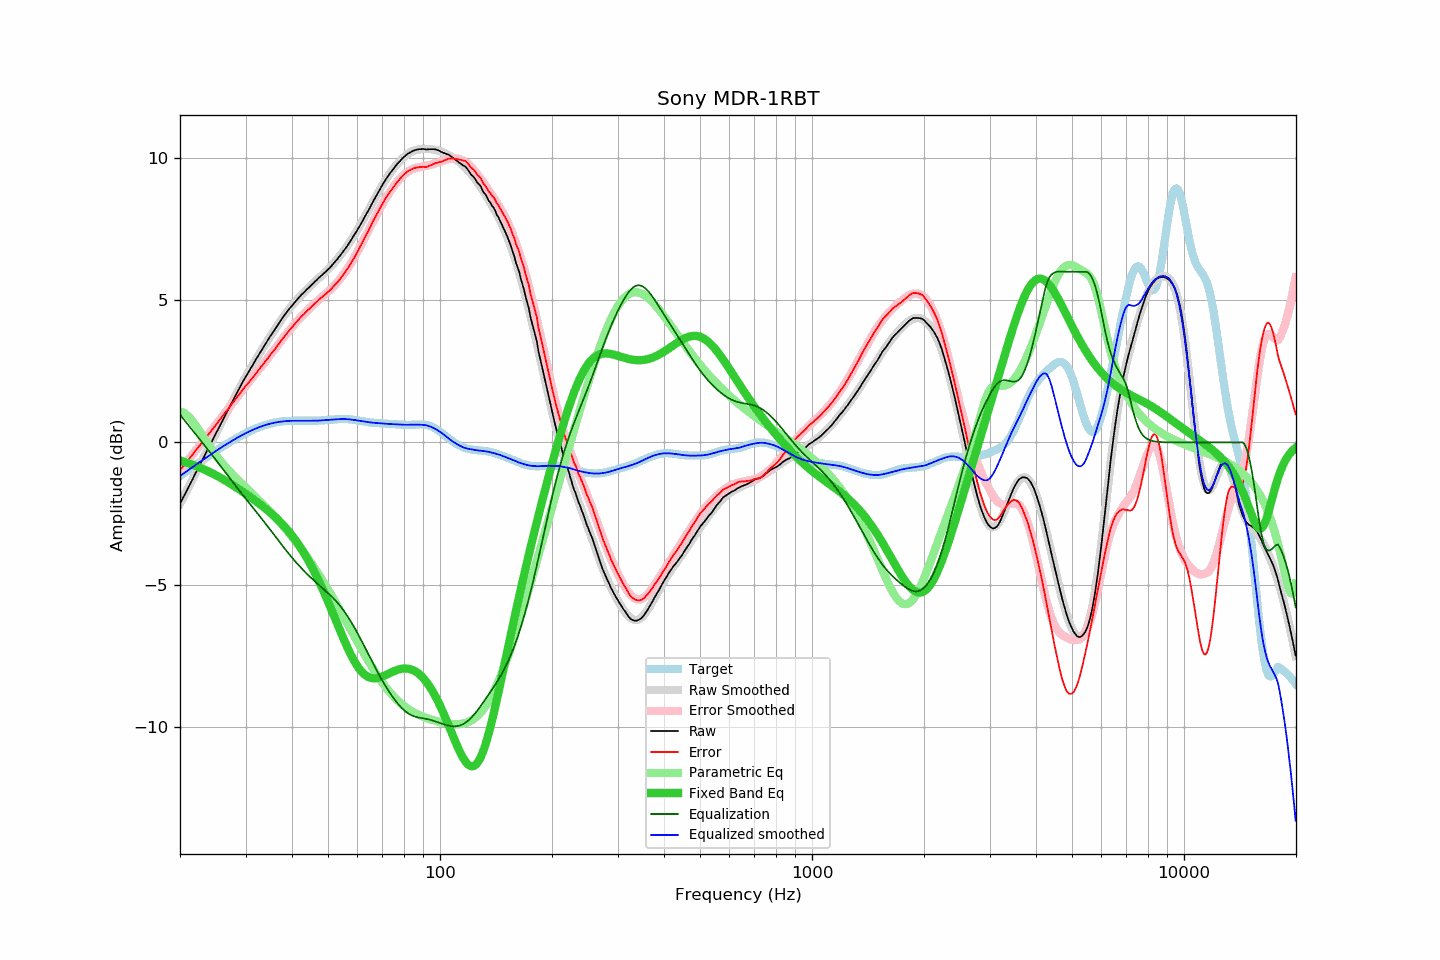 Sony MDR-1RBT
10
5
0
−5
−10
Amplitude (dBr)
100
1000
10000
Frequency (Hz)
Target
Raw Smoothed
Error Smoothed
Raw
Error
Parametric Eq
Fixed Band Eq
Equalization
Equalized smoothed